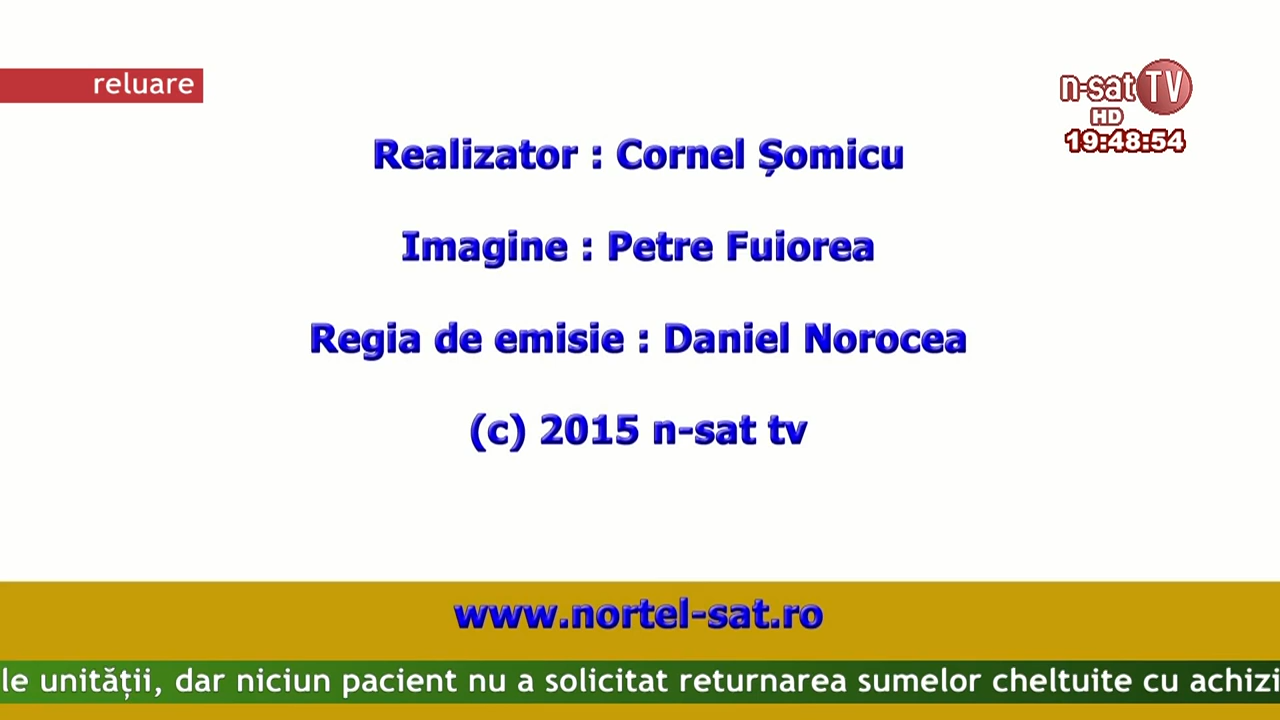 reluare
n-sat TV
HD
19:48:54
Realizator : Cornel Șomicu
Imagine : Petre Fuiorea
Regia de emisie : Daniel Norocea
(c) 2015 n-sat tv
www.nortel-sat.ro
le unității, dar niciun pacient nu a solicitat returnarea sumelor cheltuite cu achizi